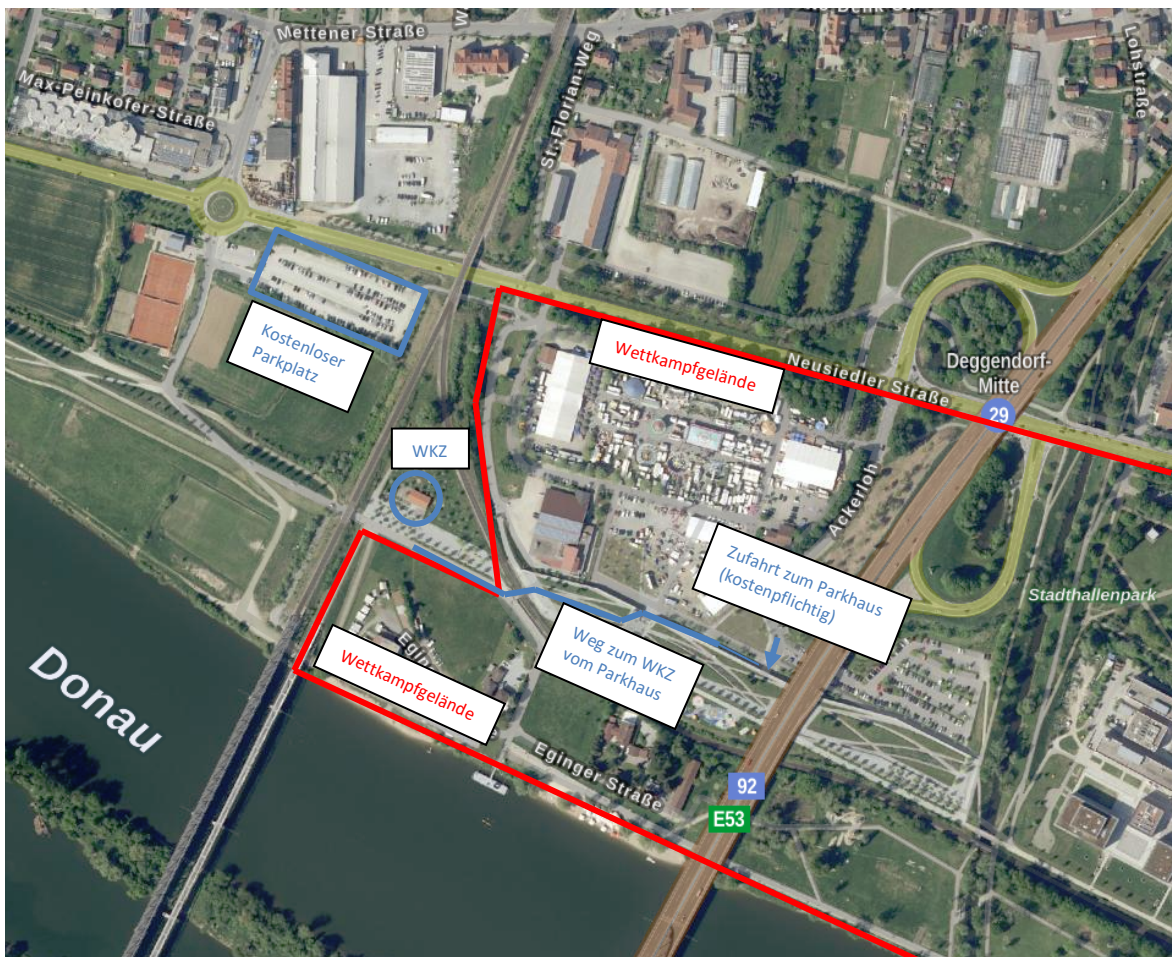 Mettener Straße
Max-Peinkofer-Straße
St.-Florian-Weg
Lohstraße
Kostenloser
Parkplatz
Wettkampfgelände
Neusiedler Straße
Deggendorf-
Mitte
29
WKZ
Ackerloh
Zufahrt zum Parkhaus
(kostenpflichtig)
Stadthallenpark
Weg zum WKZ
vom Parkhaus
Wettkampfgelände
Donau
Eginger Straße
92
E53